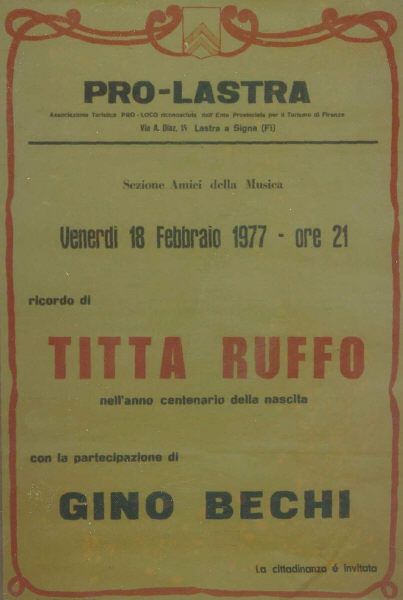 PRO-LASTRA
Associazione Turistica PRO-LOCO riconosciuta dall'Ente Provinciale per il Turismo di Firenze
Via A. Diaz, 14 Lastra a Signa (FI)
Sezione Amici della Musica
Venerdì 18 Febbraio 1977 - ore 21
ricordo di
TITTA RUFFO
nell'anno centenario della nascita
con la partecipazione di
GINO BECHI
La cittadinanza é invitata